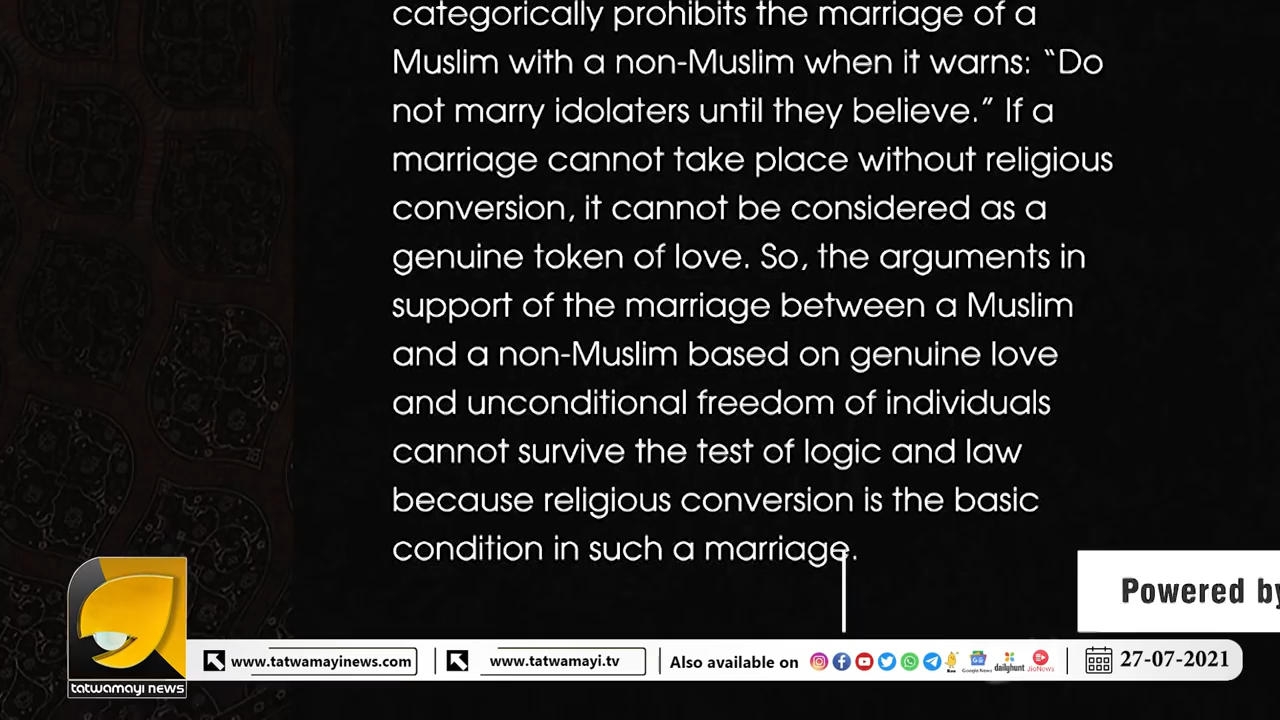 categorically prohibits the marriage of a
Muslim with a non-Muslim when it warns: “Do
not marry idolaters until they believe.” If a
marriage cannot take place without religious
conversion, it cannot be considered as a
genuine token of love. So, the arguments in
support of the marriage between a Muslim
and a non-Muslim based on genuine love
and unconditional freedom of individuals
cannot survive the test of logic and law
because religious conversion is the basic
condition in such a marriage.
Powered by
tatwamayi news
www.tatwamayinews.com
www.tatwamayi.tv
Also available on
Google News
dailyhunt
JioNews
27-07-2021